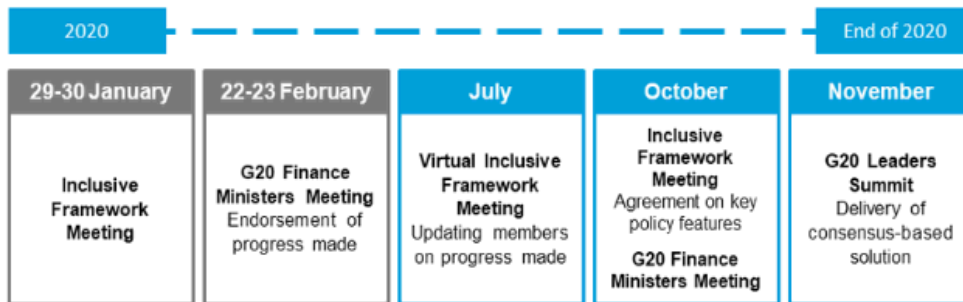 2020
End of 2020
29-30 January
Inclusive
Framework
Meeting
22-23 February
G20 Finance
Ministers Meeting
Endorsement of
progress made
July
Virtual Inclusive
Framework
Meeting
Updating members
on progress made
October
Inclusive
Framework
Meeting
Agreement on key
policy features
G20 Finance
Ministers Meeting
November
G20 Leaders
Summit
Delivery of
consensus-based
solution